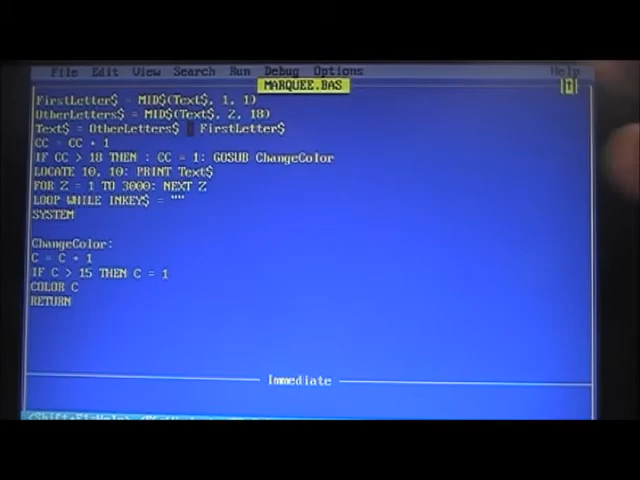 File Edit View Search Run Debug Options Help
MARQUEE.BAS
FirstLetter$ = MID$(Text$, 1, 1)
OtherLetters$ = MID$(Text$, 2, 18)
Text$ = OtherLetters$ FirstLetter$
CC = CC + 1
IF CC > 18 THEN : CC = 1: GOSUB ChangeColor
LOCATE 10, 10: PRINT Text$
FOR Z = 1 TO 3000: NEXT Z
LOOP WHILE INKEY$ = ""
SYSTEM
ChangeColor:
C = C + 1
IF C > 15 THEN C = 1
COLOR C
RETURN
Immediate